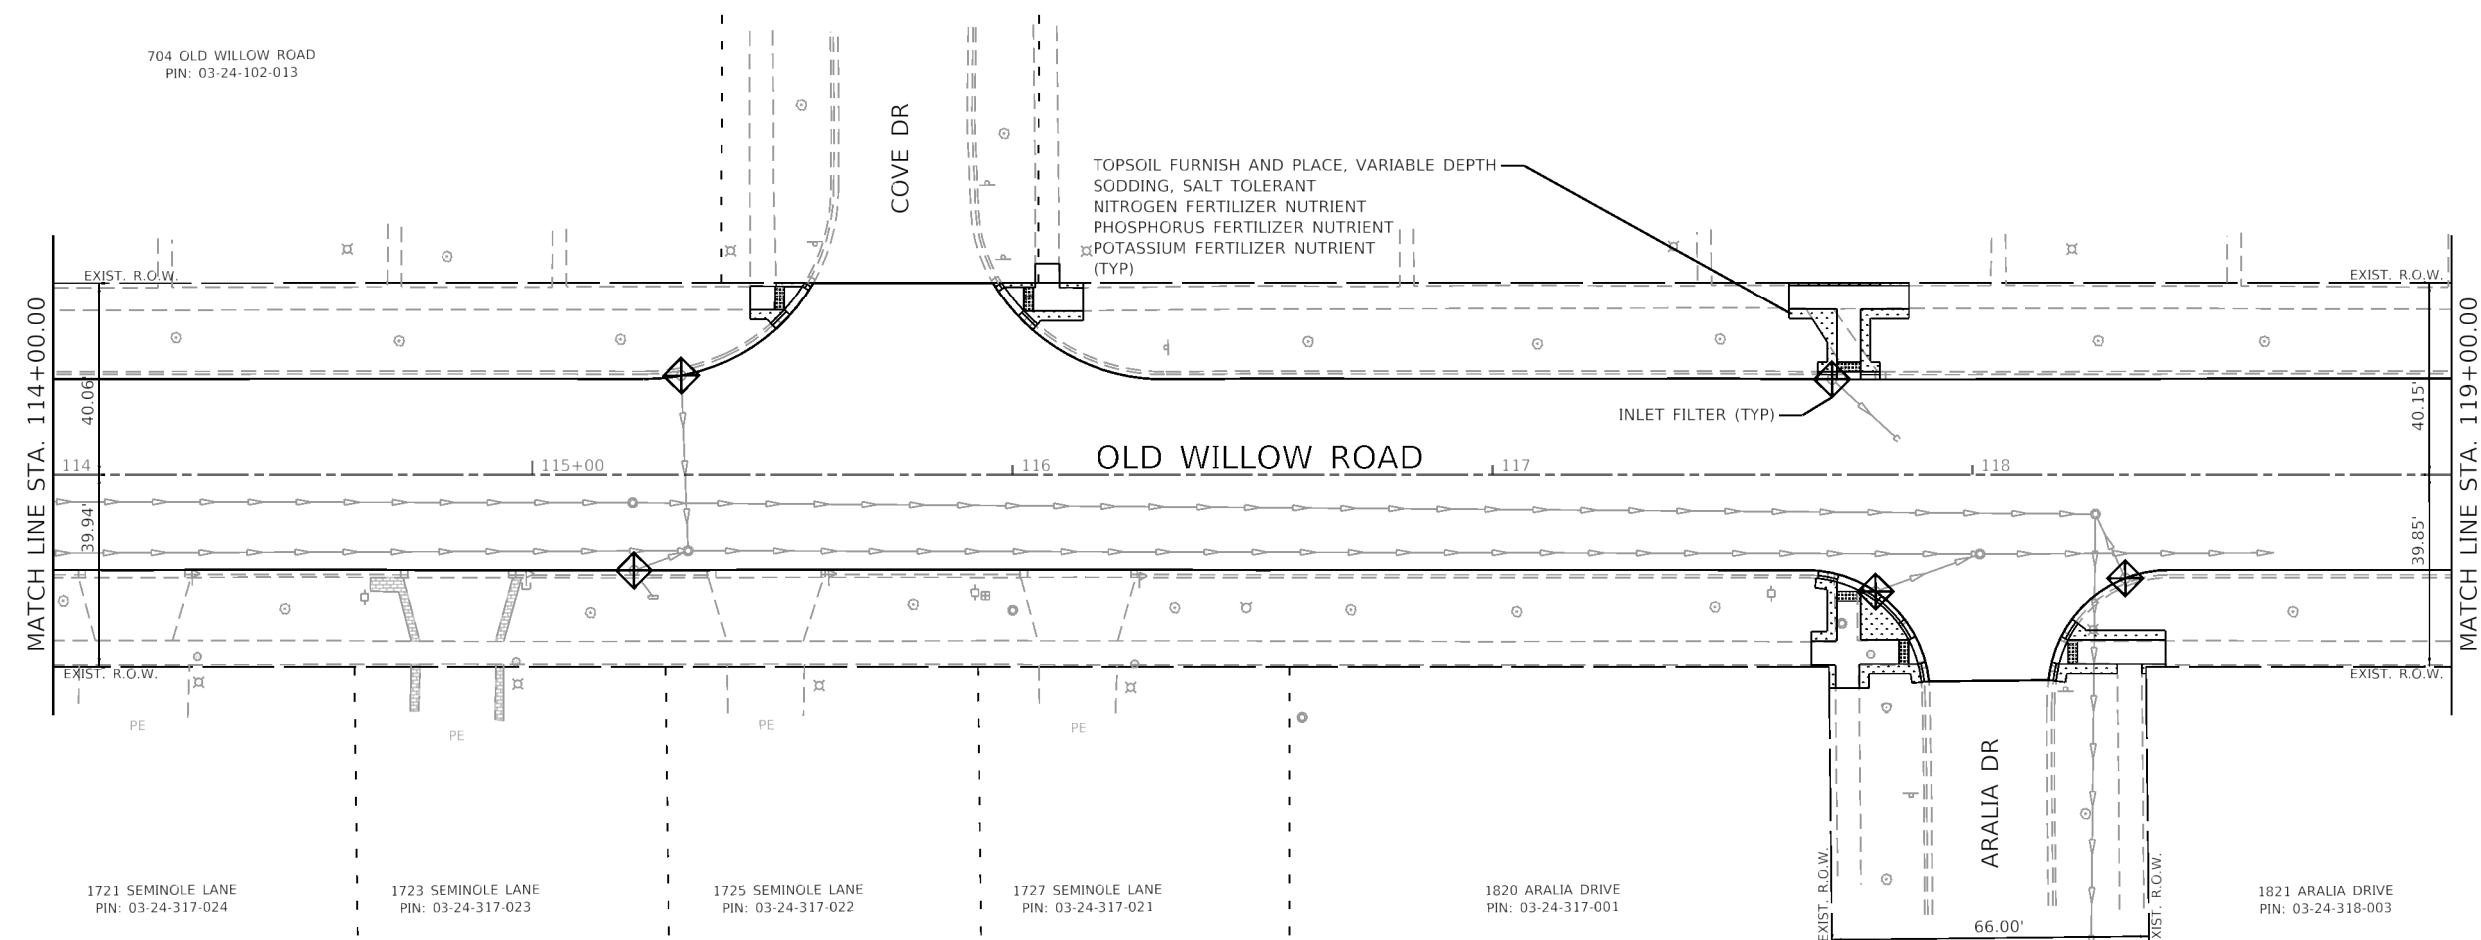 704 OLD WILLOW ROAD
PIN: 03-24-102-013
COVE DR
TOPSOIL FURNISH AND PLACE, VARIABLE DEPTH
SODDING, SALT TOLERANT
NITROGEN FERTILIZER NUTRIENT
PHOSPHORUS FERTILIZER NUTRIENT
POTASSIUM FERTILIZER NUTRIENT
(TYP)
EXIST. R.O.W.
EXIST. R.O.W.
MATCH LINE STA. 114+00.00
40.06'
39.94'
INLET FILTER (TYP)
OLD WILLOW ROAD
114
115+00
116
117
118
40.15'
39.85'
MATCH LINE STA. 119+00.00
EXIST. R.O.W.
EXIST. R.O.W.
PE
PE
PE
PE
ARALIA DR
EXIST. R.O.W.
EXIST. R.O.W.
66.00'
1721 SEMINOLE LANE
PIN: 03-24-317-024
1723 SEMINOLE LANE
PIN: 03-24-317-023
1725 SEMINOLE LANE
PIN: 03-24-317-022
1727 SEMINOLE LANE
PIN: 03-24-317-021
1820 ARALIA DRIVE
PIN: 03-24-317-001
1821 ARALIA DRIVE
PIN: 03-24-318-003